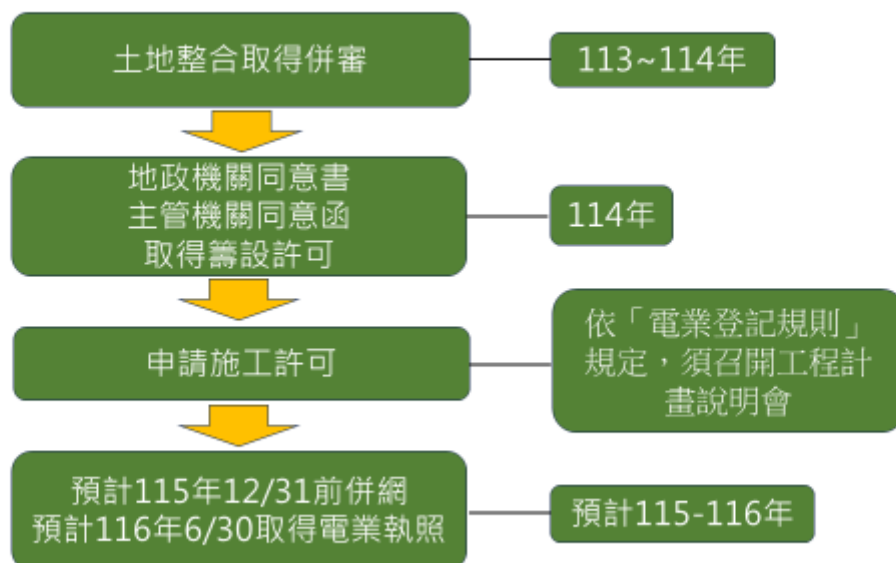 土地整合取得併審
113~114年
地政機關同意書
主管機關同意函
取得籌設許可
114年
申請施工許可
依「電業登記規則」
規定，須召開工程計
畫說明會
預計115年12/31前併網
預計116年6/30取得電業執照
預計115-116年